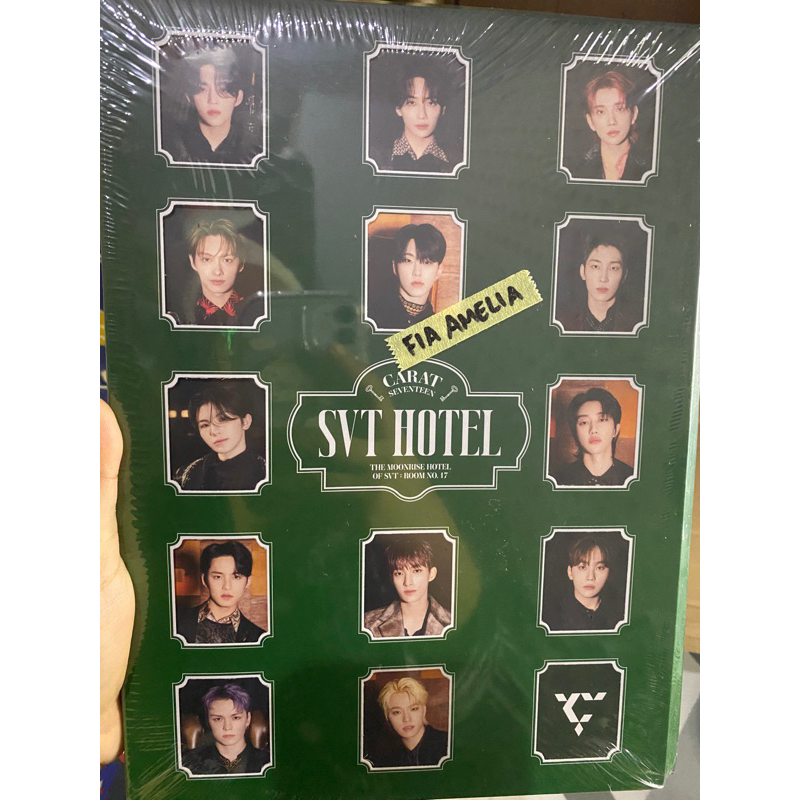 FIA AMELIA
CARAT
SEVENTEEN
SVT HOTEL
THE MOONRISE HOTEL
OF SVT : ROOM NO. 17